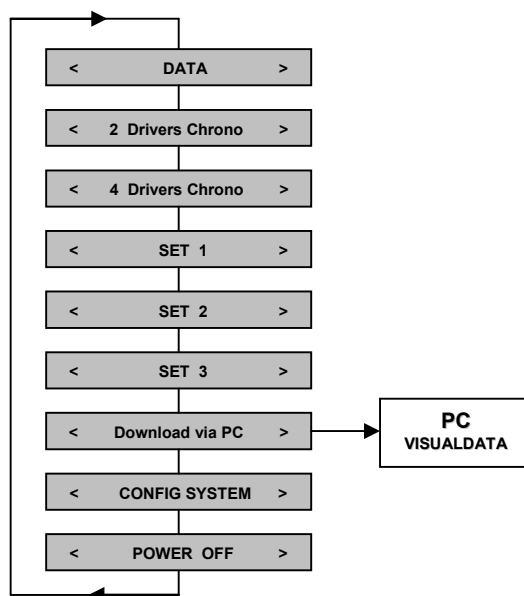 < DATA >
< 2 Drivers Chrono >
< 4 Drivers Chrono >
< SET 1 >
< SET 2 >
< SET 3 >
< Download via PC >
PC
VISUALDATA
< CONFIG SYSTEM >
< POWER OFF >